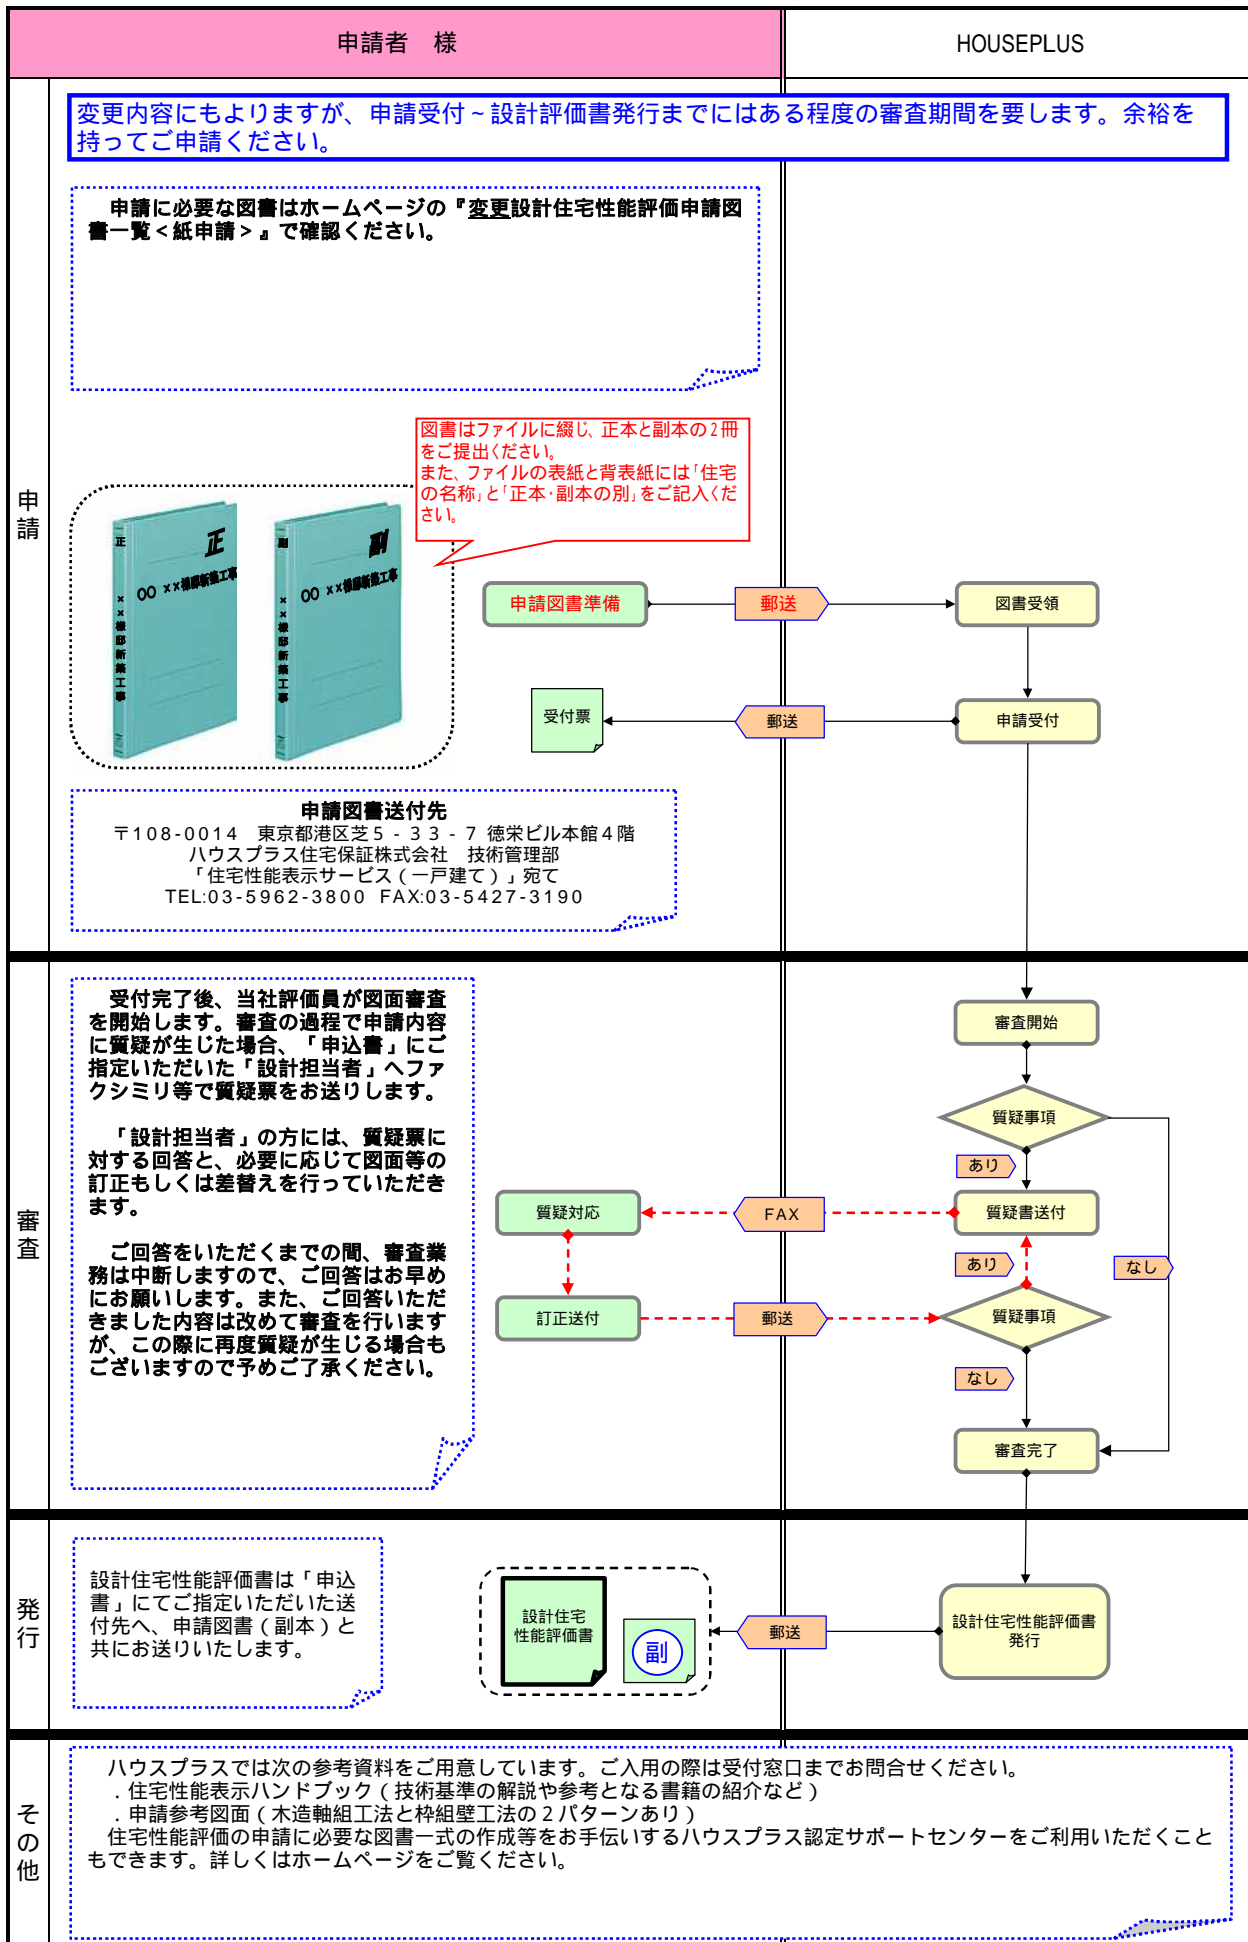 申請者　様
HOUSEPLUS
申請
変更内容にもよりますが、申請受付～設計評価書発行までにはある程度の審査期間を要します。余裕を
持ってご申請ください。
　申請に必要な図書はホームページの『変更設計住宅性能評価申請図
書一覧＜紙申請＞』で確認ください。
図書はファイルに綴じ、正本と副本の2冊
をご提出ください。
また、ファイルの表紙と背表紙には「住宅
の名称」と「正本・副本の別」をご記入くだ
さい。
正
正
〇〇 ××様邸新築工事
××様邸新築工事
副
副
〇〇 ××様邸新築工事
××様邸新築工事
申請図書準備
郵送
図書受領
受付票
郵送
申請受付
申請図書送付先
〒108-0014　東京都港区芝5-33-7 徳栄ビル本館4階
ハウスプラス住宅保証株式会社　技術管理部
「住宅性能表示サービス（一戸建て）」宛て
TEL:03-5962-3800 FAX:03-5427-3190
審査
　受付完了後、当社評価員が図面審査
を開始します。審査の過程で申請内容
に質疑が生じた場合、「申込書」にご
指定いただいた「設計担当者」へファ
クシミリ等で質疑票をお送りします。
　「設計担当者」の方には、質疑票に
対する回答と、必要に応じて図面等の
訂正もしくは差替えを行っていただき
ます。
　ご回答をいただくまでの間、審査業
務は中断しますので、ご回答はお早め
にお願いします。また、ご回答いただ
きました内容は改めて審査を行います
が、この際に再度質疑が生じる場合も
ございますので予めご了承ください。
審査開始
質疑事項
あり
質疑対応
FAX
質疑書送付
あり
なし
訂正送付
郵送
質疑事項
なし
審査完了
発行
設計住宅性能評価書は「申込
書」にてご指定いただいた送
付先へ、申請図書（副本）と
共にお送りいたします。
設計住宅
性能評価書
副
郵送
設計住宅性能評価書
発行
その他
　ハウスプラスでは次の参考資料をご用意しています。ご入用の際は受付窓口までお問合せください。
．住宅性能表示ハンドブック（技術基準の解説や参考となる書籍の紹介など）
．申請参考図面（木造軸組工法と枠組壁工法の2パターンあり）
　住宅性能評価の申請に必要な図書一式の作成等をお手伝いするハウスプラス認定サポートセンターをご利用いただくこと
もできます。詳しくはホームページをご覧ください。